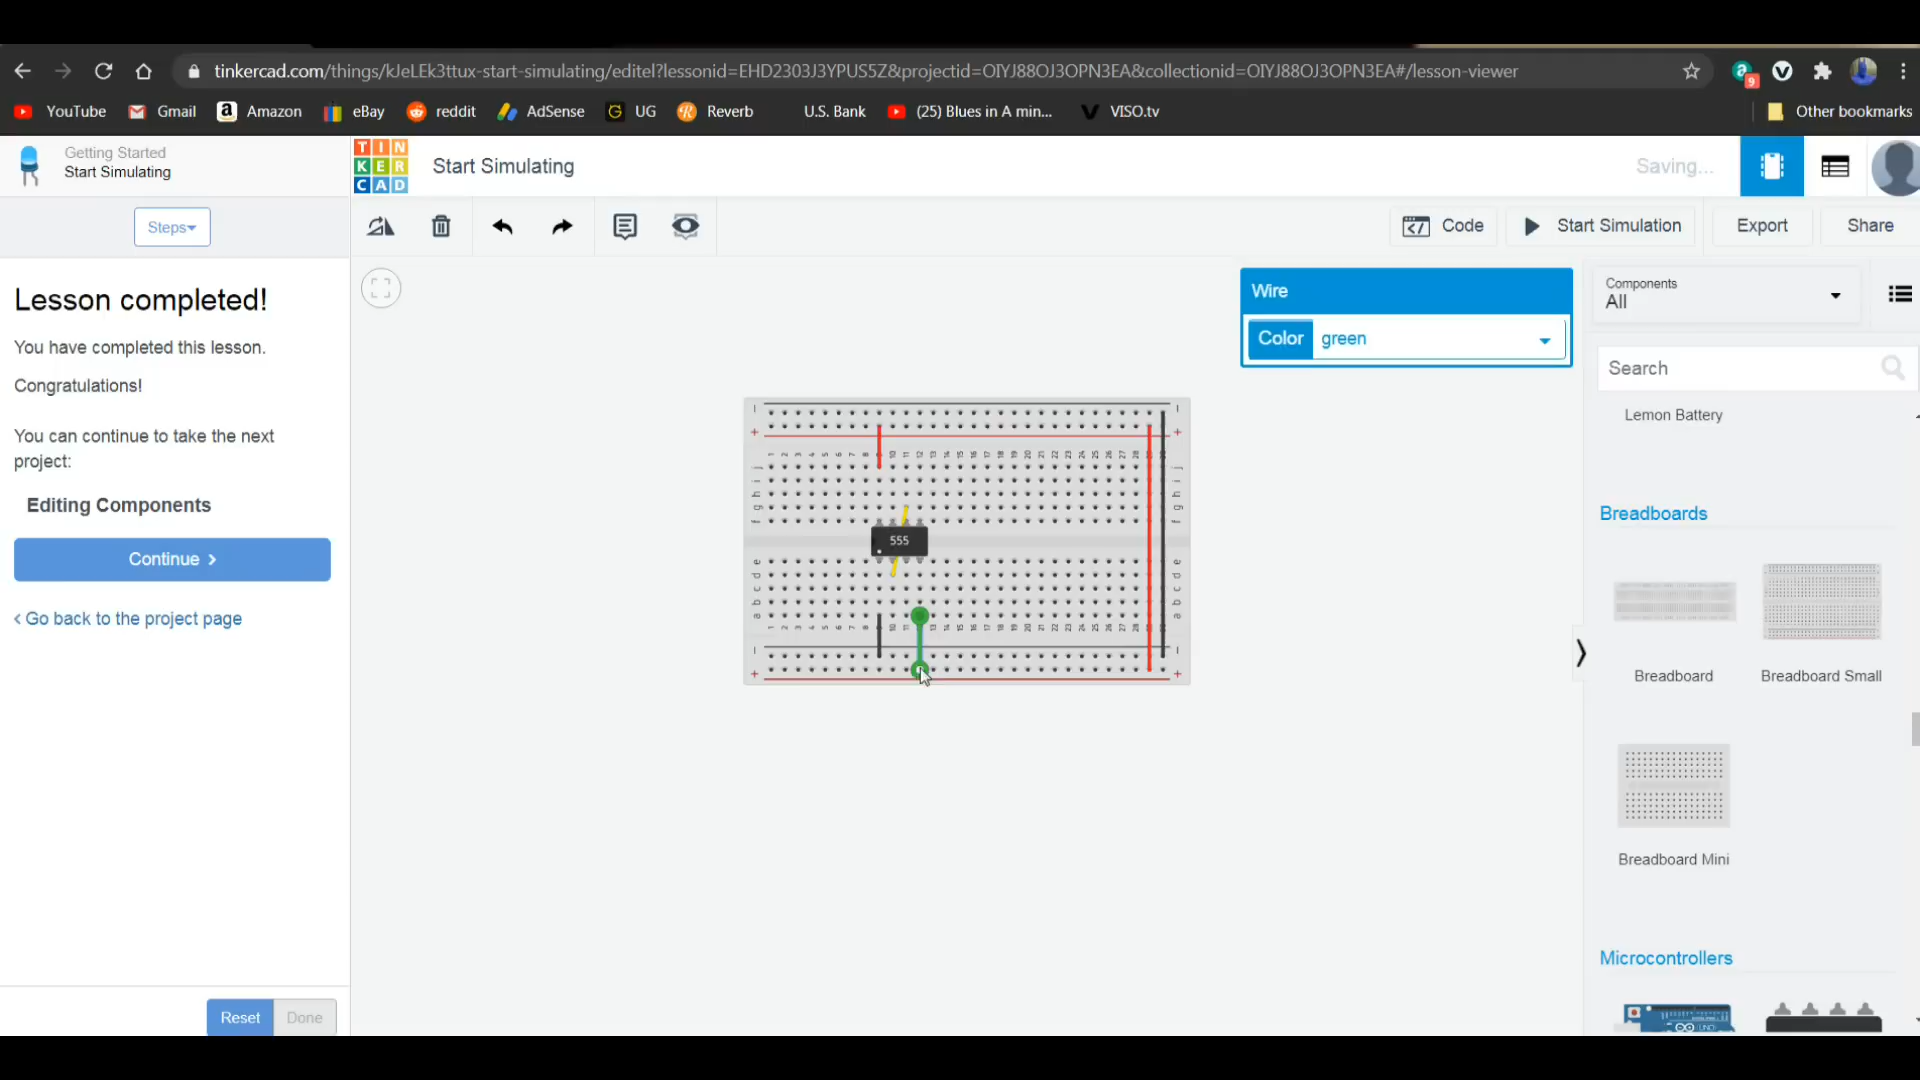 tinkercad.com/things/kJeLEk3ttux-start-simulating/editel?lessonid=EHD2303J3YPUS5Z&projectid=OIYJ88OJ3OPN3EA&collectionid=OIYJ88OJ3OPN3EA#/lesson-viewer
9
YouTube Gmail Amazon eBay reddit AdSense UG Reverb U.S. Bank (25) Blues in A min... VISO.tv Other bookmarks
Getting Started
Start Simulating
TIN
KER
CAD
Start Simulating
Saving...
Steps
Code
Start Simulation
Export
Share
Lesson completed!
You have completed this lesson.
Congratulations!
You can continue to take the next
project:
Editing Components
Continue >
< Go back to the project page
Reset
Done
Wire
Color green
555
Components
All
Search
Lemon Battery
Breadboards
Breadboard
Breadboard Small
Breadboard Mini
Microcontrollers